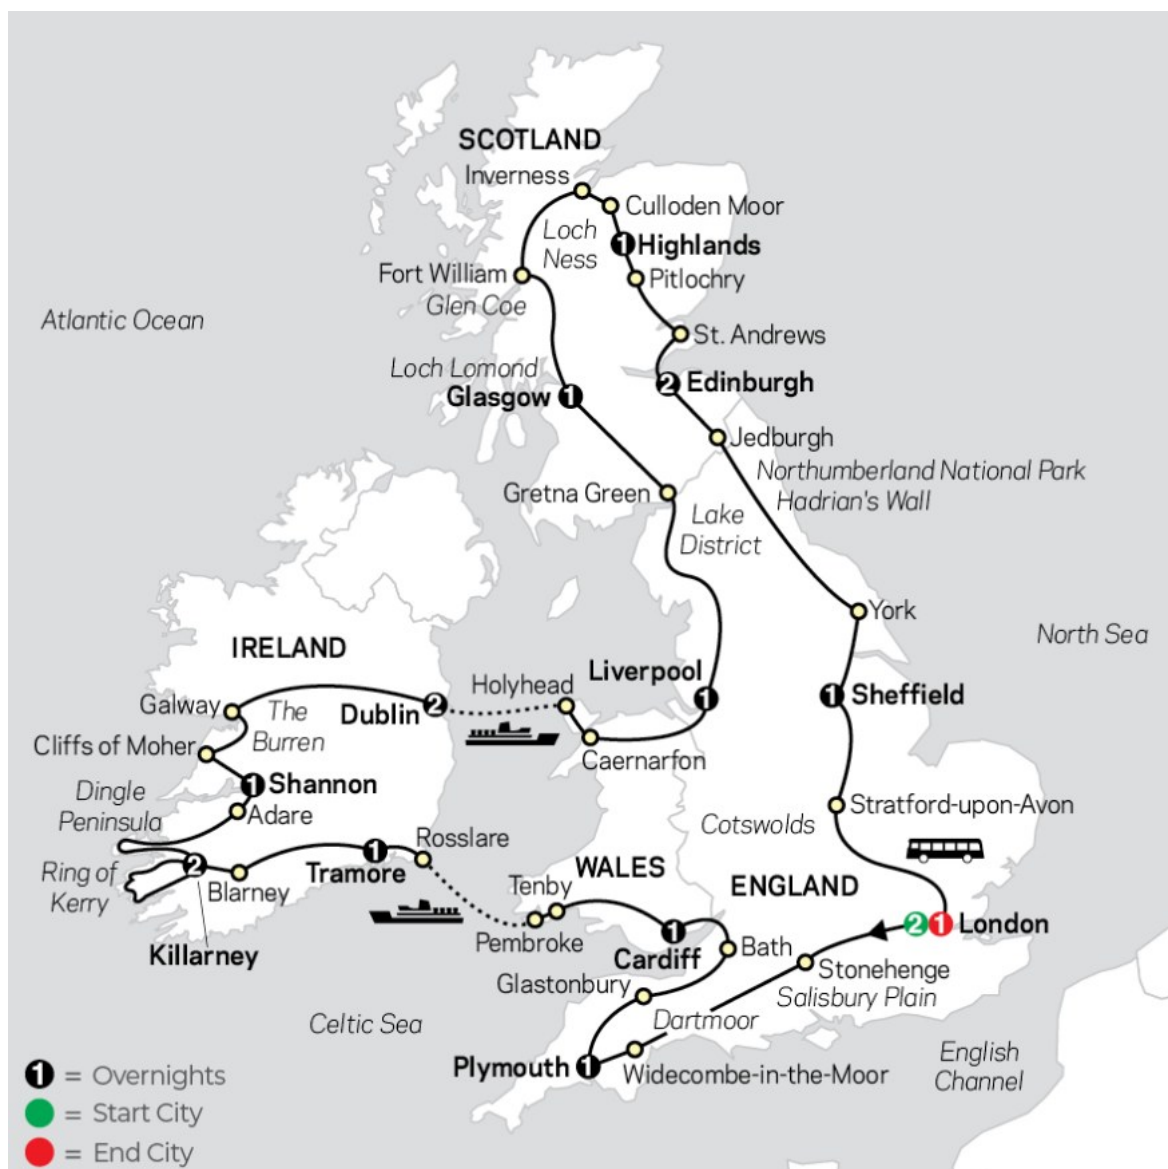 SCOTLAND
Inverness
Culloden Moor
Loch
Ness
1 Highlands
Fort William
Pitlochry
Glen Coe
Atlantic Ocean
St. Andrews
Loch Lomond
2 Edinburgh
Glasgow 1
Jedburgh
Northumberland National Park
Hadrian's Wall
Gretna Green
Lake
District
York
North Sea
IRELAND
Liverpool 1
Holyhead
1 Sheffield
Galway
The
Burren
Dublin 2
Cliffs of Moher
Caernarfon
1 Shannon
Dingle
Peninsula
Adare
Stratford-upon-Avon
Cotswolds
Rosslare
1
Tramore
WALES
Ring of
Kerry
2
Blarney
Tenby
ENGLAND
2 1 London
Pembroke
1
Cardiff
Bath
Killarney
Stonehenge
Glastonbury
Salisbury Plain
Celtic Sea
Dartmoor
English
Channel
Plymouth 1
Widecombe-in-the-Moor
1 = Overnights
= Start City
= End City